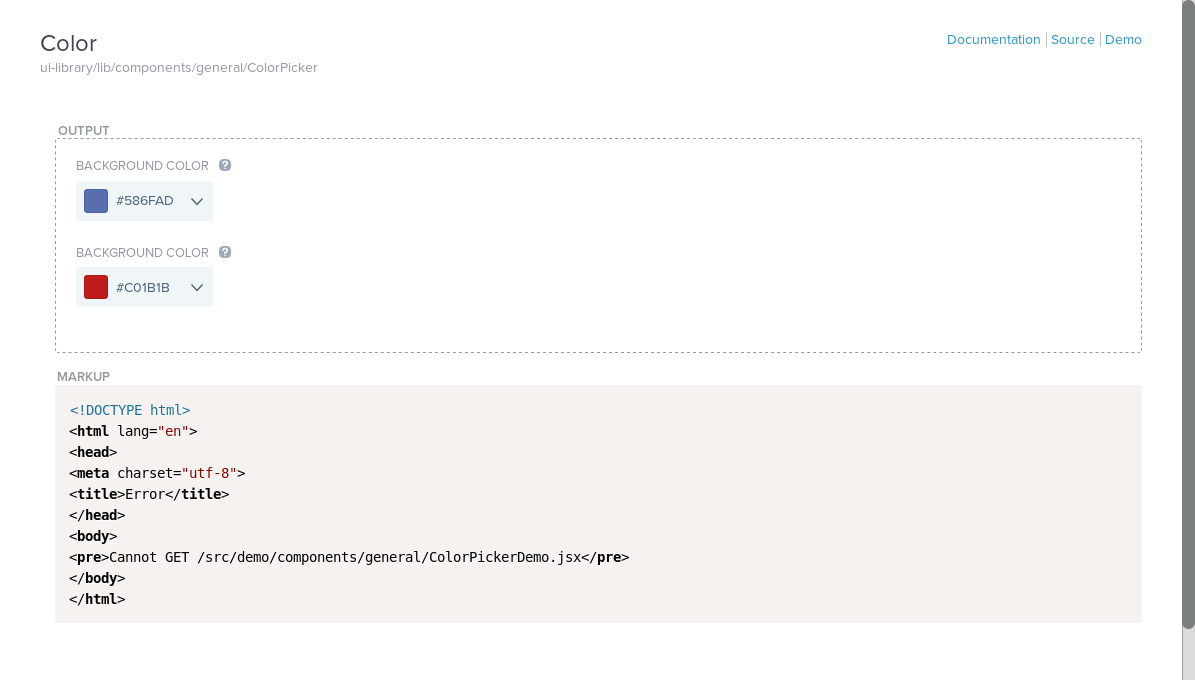 Color
Documentation Source Demo
ui-library/lib/components/general/ColorPicker
OUTPUT
BACKGROUND COLOR ?
#586FAD
BACKGROUND COLOR ?
#C01B1B
MARKUP
<!DOCTYPE html>
<html lang="en">
<head>
<meta charset="utf-8">
<title>Error</title>
</head>
<body>
<pre>Cannot GET /src/demo/components/general/ColorPickerDemo.jsx</pre>
</body>
</html>